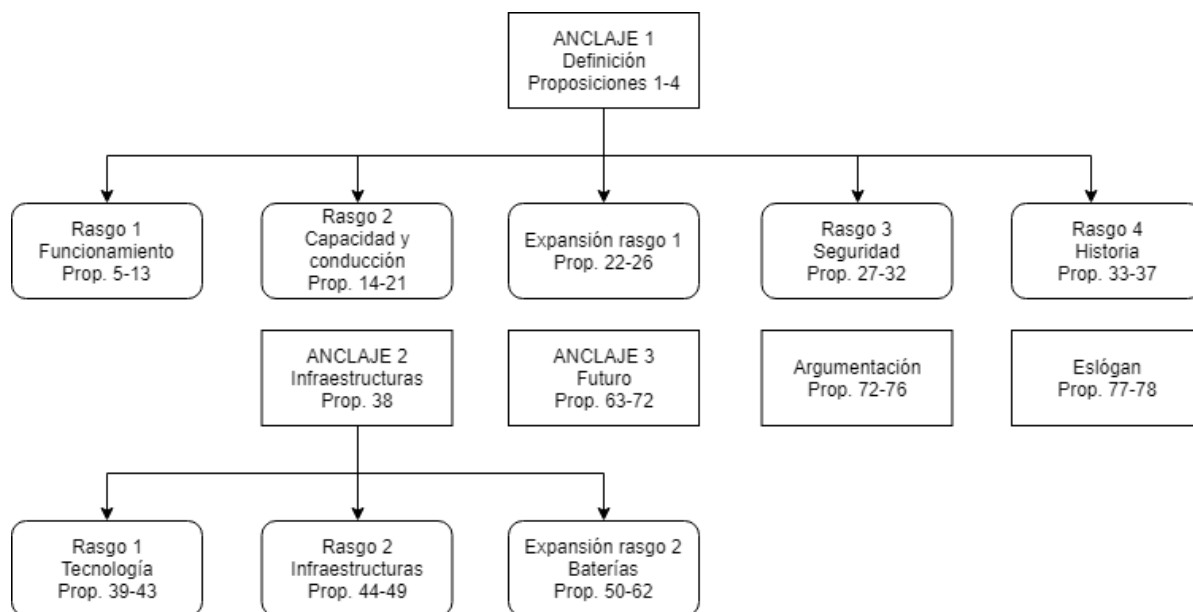 ANCLAJE 1
Definición
Proposiciones 1-4
Rasgo 1
Funcionamiento
Prop. 5-13
Rasgo 2
Capacidad y
conducción
Prop. 14-21
Expansión rasgo 1
Prop. 22-26
Rasgo 3
Seguridad
Prop. 27-32
Rasgo 4
Historia
Prop. 33-37
ANCLAJE 2
Infraestructuras
Prop. 38
ANCLAJE 3
Futuro
Prop. 63-72
Argumentación
Prop. 72-76
Eslógan
Prop. 77-78
Rasgo 1
Tecnología
Prop. 39-43
Rasgo 2
Infraestructuras
Prop. 44-49
Expansión rasgo 2
Baterías
Prop. 50-62